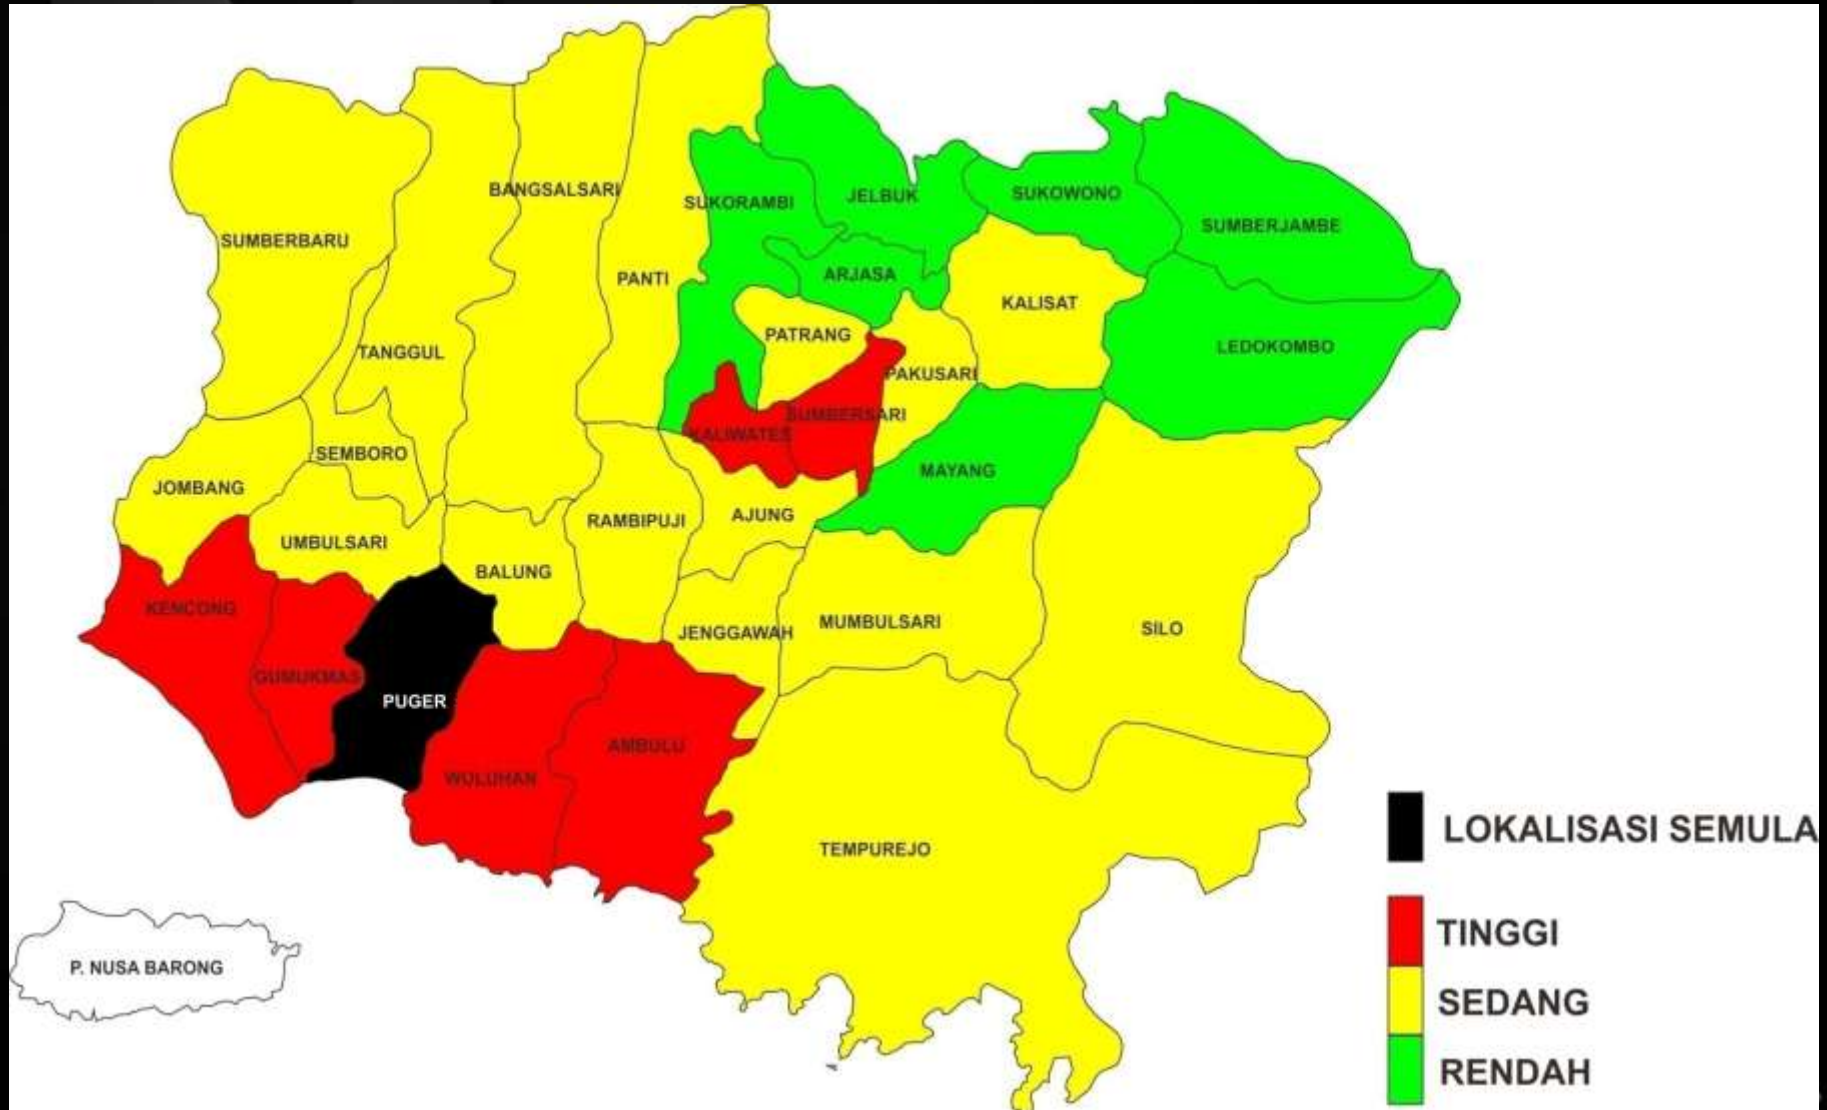 BANGSALSARI
SUKORAMBI
JELBUK
SUKOWONO
SUMBERJAMBE
SUMBERBARU
PANTI
ARJASA
KALISAT
PATRANG
LEDOKOMBO
TANGGUL
PAKUSARI
SUMBERSARI
KALIWATES
SEMBORO
MAYANG
JOMBANG
RAMBIPUJI
AJUNG
UMBULSARI
BALUNG
KENCONG
JENGGAWAH
MUMBULSARI
SILO
GUMUKMAS
PUGER
AMBULU
WULUHAN
TEMPUREJO
P. NUSA BARONG
LOKALISASI SEMULA
TINGGI
SEDANG
RENDAH